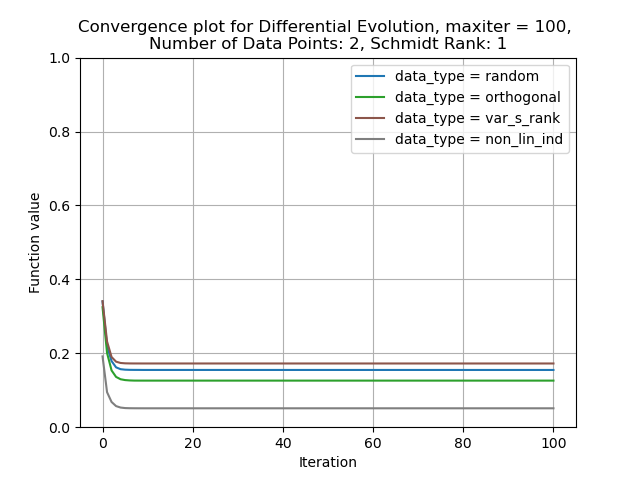 Convergence plot for Differential Evolution, maxiter = 100,
Number of Data Points: 2, Schmidt Rank: 1
data_type = random
data_type = orthogonal
data_type = var_s_rank
data_type = non_lin_ind
Function value
1.0
0.8
0.6
0.4
0.2
0.0
0 20 40 60 80 100
Iteration